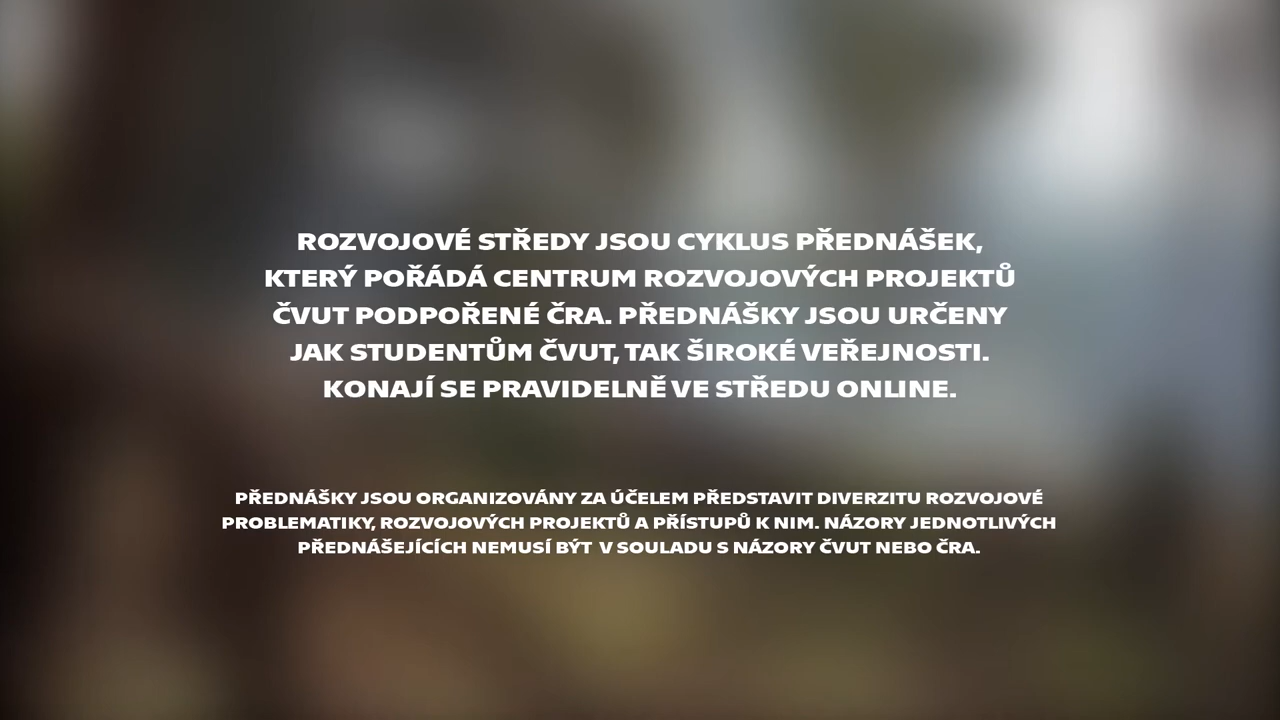 ROZVOJOVÉ STŘEDY JSOU CYKLUS PŘEDNÁŠEK,
KTERÝ POŘÁDÁ CENTRUM ROZVOJOVÝCH PROJEKTŮ
ČVUT PODPOŘENÉ ČRA. PŘEDNÁŠKY JSOU URČENY
JAK STUDENTŮM ČVUT, TAK ŠIROKÉ VEŘEJNOSTI.
KONAJÍ SE PRAVIDELNĚ VE STŘEDU ONLINE.
PŘEDNÁŠKY JSOU ORGANIZOVÁNY ZA ÚČELEM PŘEDSTAVIT DIVERZITU ROZVOJOVÉ
PROBLEMATIKY, ROZVOJOVÝCH PROJEKTŮ A PŘÍSTUPŮ K NIM. NÁZORY JEDNOTLIVÝCH
PŘEDNÁŠEJÍCÍCH NEMUSÍ BÝT V SOULADU S NÁZORY ČVUT NEBO ČRA.